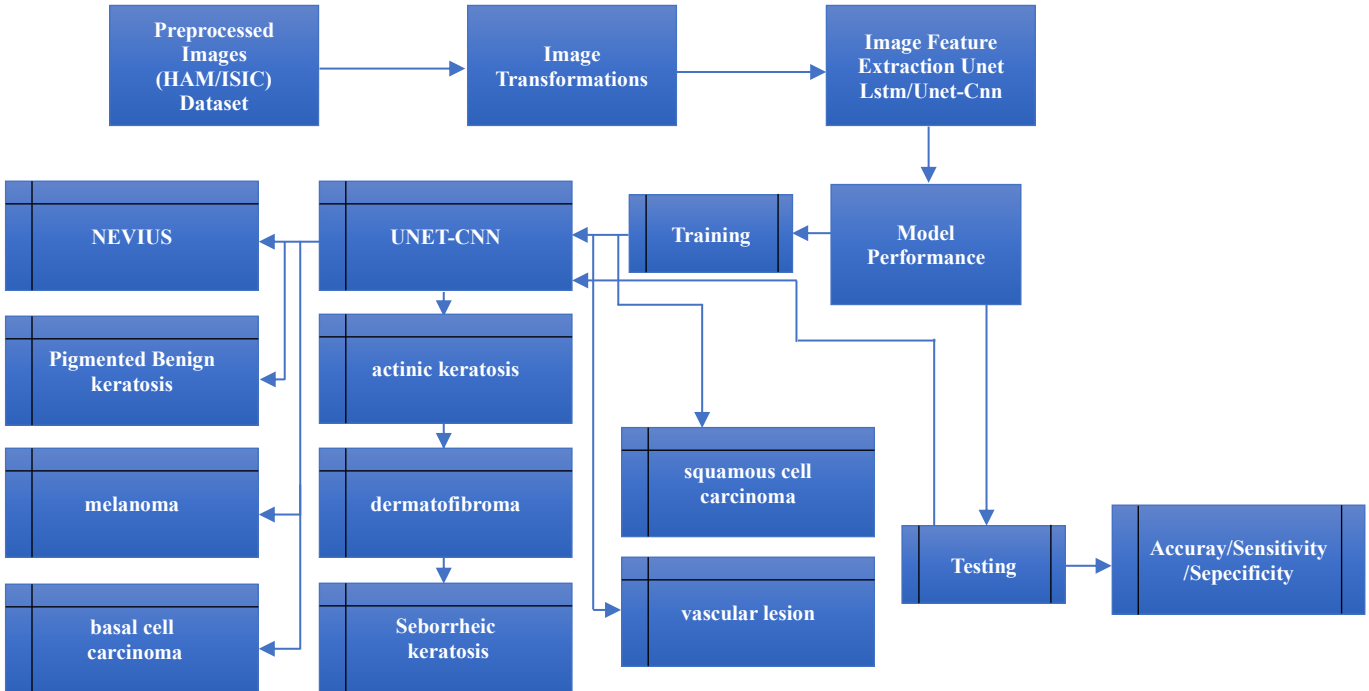 Preprocessed
Images
(HAM/ISIC)
Dataset
Image
Transformations
Image Feature
Extraction Unet
Lstm/Unet-Cnn
NEVIUS
UNET-CNN
Training
Model
Performance
Pigmented Benign
keratosis
actinic keratosis
melanoma
dermatofibroma
squamous cell
carcinoma
Testing
Accuray/Sensitivity
/Sepecificity
basal cell
carcinoma
Seborrheic
keratosis
vascular lesion